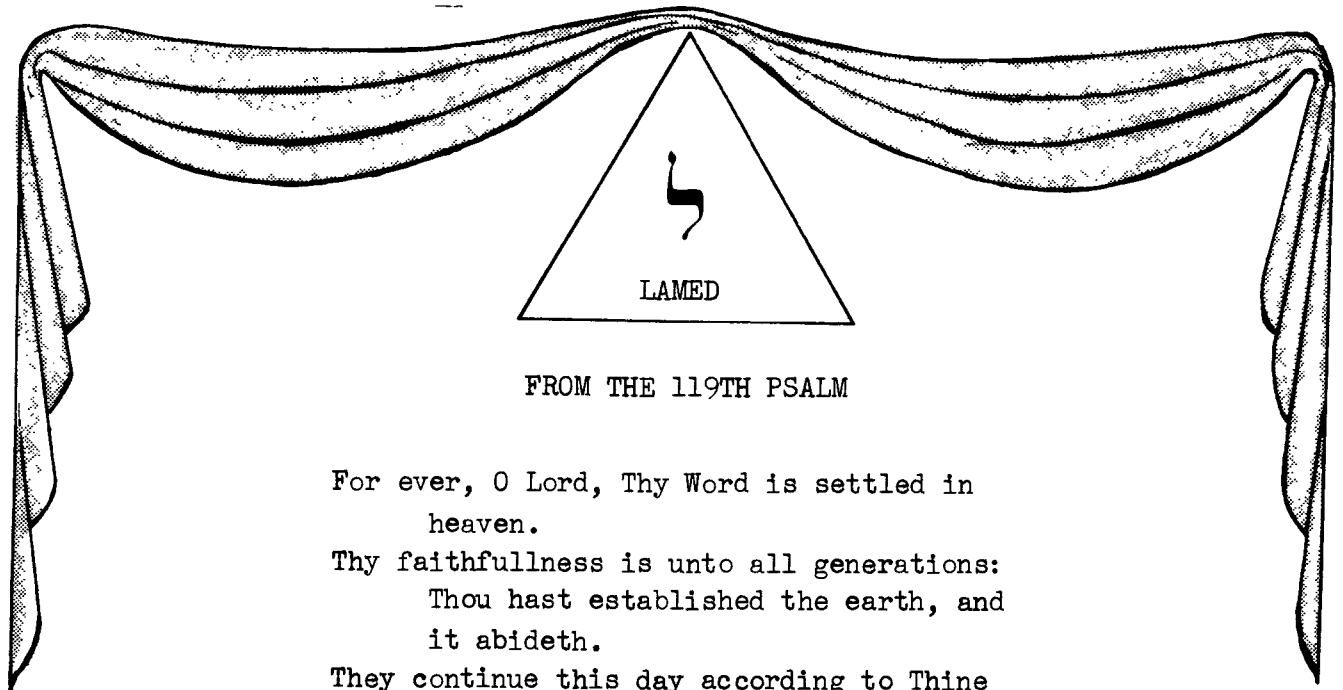 ל
LAMED
FROM THE 119TH PSALM
For ever, O Lord, Thy Word is settled in
heaven.
Thy faithfullness is unto all generations:
Thou hast established the earth, and
it abideth.
They continue this day according to Thine